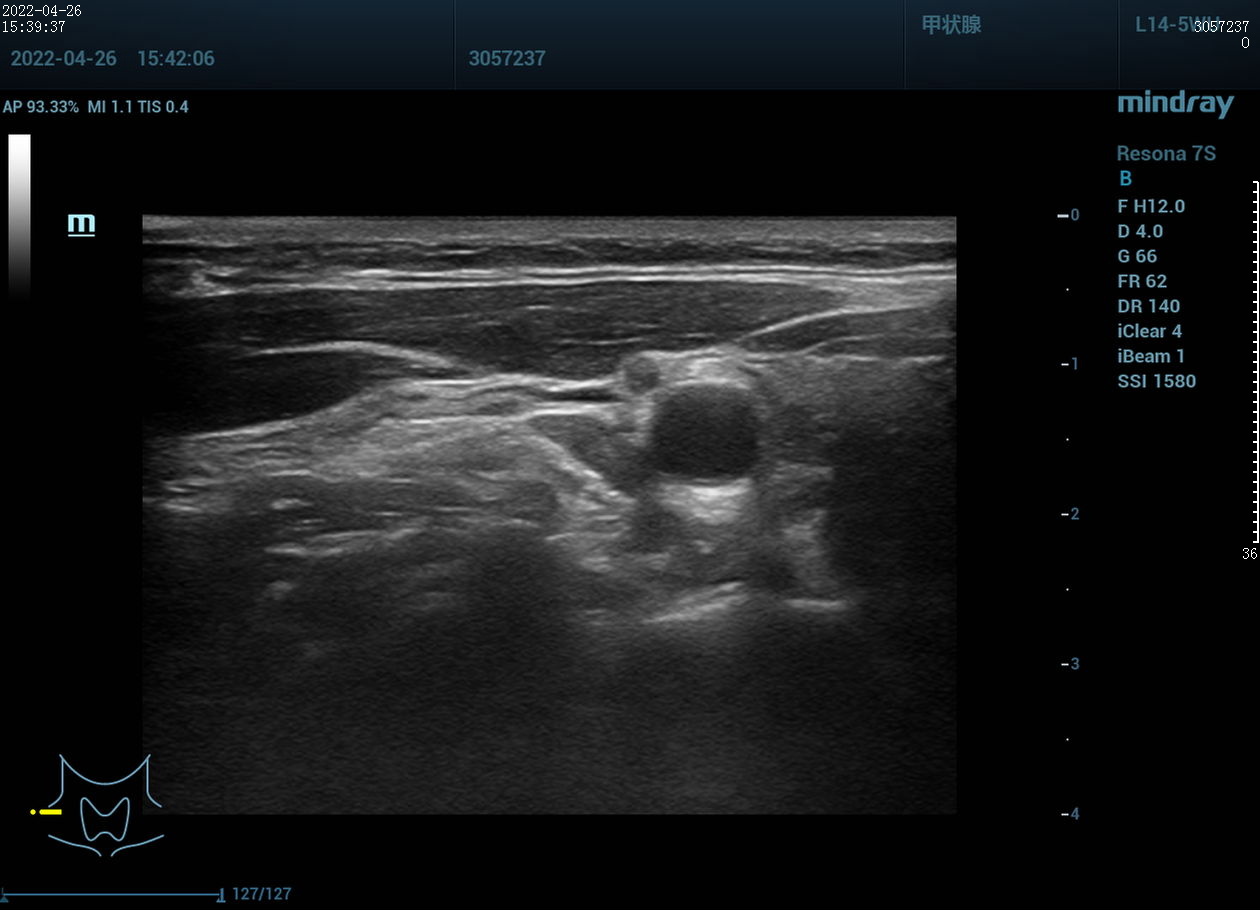 2022-04-26
15:39:37
甲状腺
3057237
0
2022-04-26 15:42:06
3057237
AP 93.33% MI 1.1 TIS 0.4
mindray
Resona 7S
B
m
F H12.0
D 4.0
G 66
FR 62
DR 140
iClear 4
iBeam 1
SSI 1580
0
1
2
3
4
36
127/127